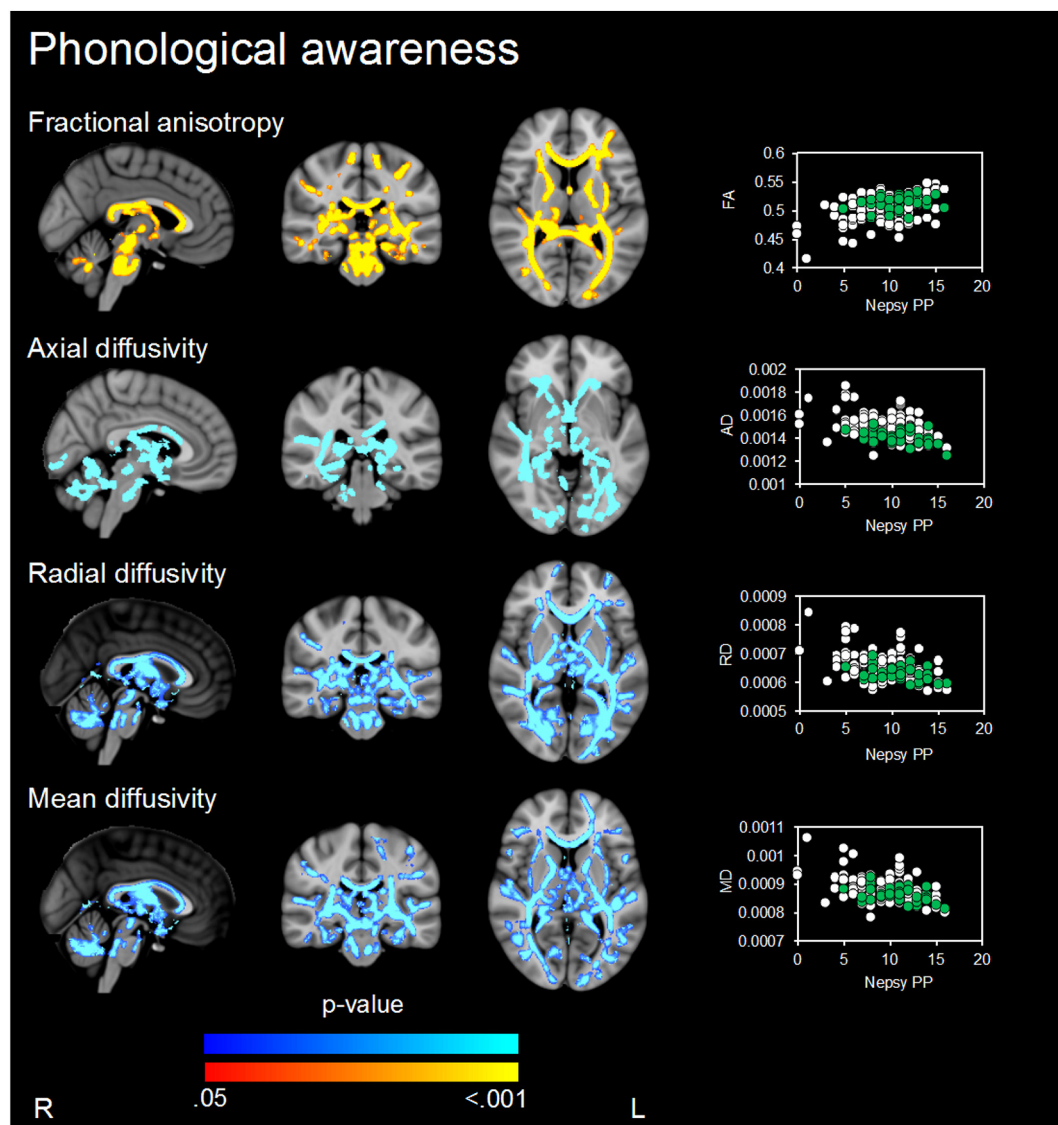 Phonological awareness
Fractional anisotropy
0.6
0.55
0.5
0.45
0.4
FA
0 5 10 15 20
Nepsy PP
Axial diffusivity
0.002
0.0018
0.0016
0.0014
0.0012
0.001
AD
0 5 10 15 20
Nepsy PP
Radial diffusivity
0.0009
0.0008
0.0007
0.0006
0.0005
RD
0 5 10 15 20
Nepsy PP
Mean diffusivity
0.0011
0.001
0.0009
0.0008
0.0007
MD
0 5 10 15 20
Nepsy PP
p-value
.05 <.001
R L